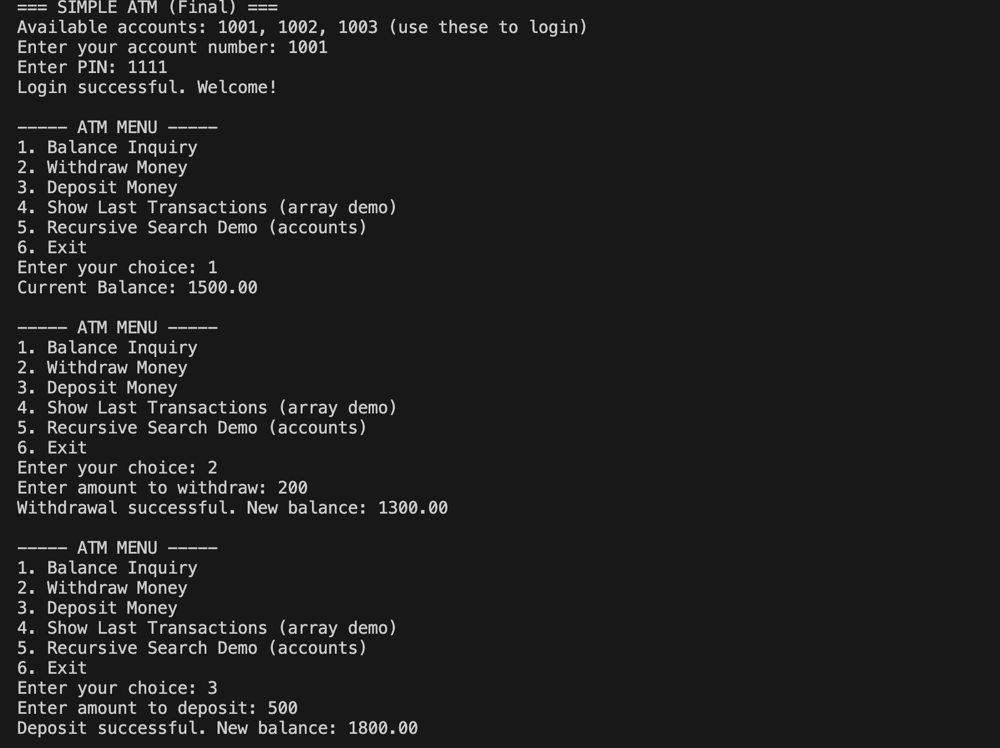 === SIMPLE ATM (Final) ===
Available accounts: 1001, 1002, 1003 (use these to login)
Enter your account number: 1001
Enter PIN: 1111
Login successful. Welcome!
----- ATM MENU -----
1. Balance Inquiry
2. Withdraw Money
3. Deposit Money
4. Show Last Transactions (array demo)
5. Recursive Search Demo (accounts)
6. Exit
Enter your choice: 1
Current Balance: 1500.00
----- ATM MENU -----
1. Balance Inquiry
2. Withdraw Money
3. Deposit Money
4. Show Last Transactions (array demo)
5. Recursive Search Demo (accounts)
6. Exit
Enter your choice: 2
Enter amount to withdraw: 200
Withdrawal successful. New balance: 1300.00
----- ATM MENU -----
1. Balance Inquiry
2. Withdraw Money
3. Deposit Money
4. Show Last Transactions (array demo)
5. Recursive Search Demo (accounts)
6. Exit
Enter your choice: 3
Enter amount to deposit: 500
Deposit successful. New balance: 1800.00